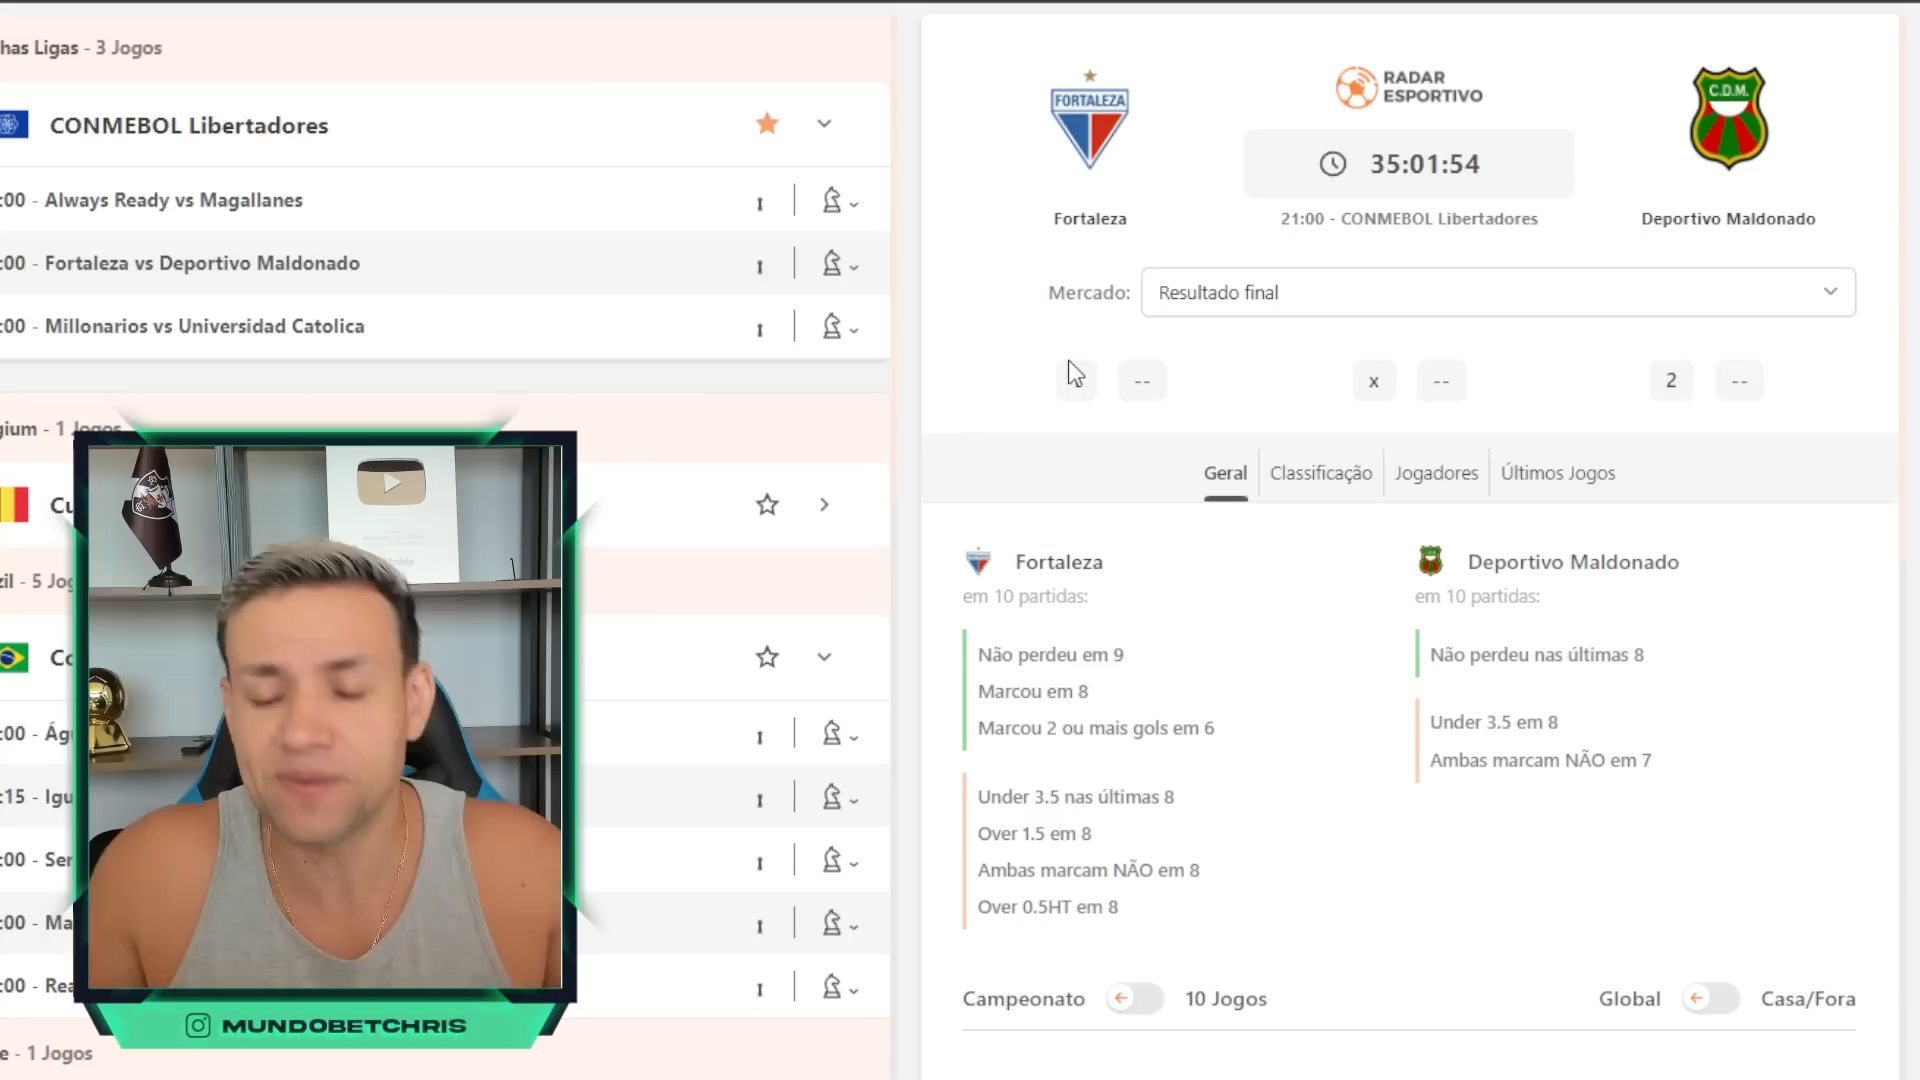 has Ligas - 3 Jogos
CONMEBOL Libertadores
:00 - Always Ready vs Magallanes
:00 - Fortaleza vs Deportivo Maldonado
:00 - Millonarios vs Universidad Catolica
gium - 1 Jogos
Cu
zil - 5 Jog
Co
:00 - Águ
:15 - Igu
:00 - Ser
:00 - Ma
:00 - Rea
e - 1 Jogos
MUNDOBETCHRIS
FORTALEZA
RADAR
ESPORTIVO
C.D.M.
35:01:54
Fortaleza
21:00 - CONMEBOL Libertadores
Deportivo Maldonado
Mercado: Resultado final
-- x -- 2 --
Geral Classificação Jogadores Últimos Jogos
Fortaleza
em 10 partidas:
Não perdeu em 9
Marcou em 8
Marcou 2 ou mais gols em 6
Under 3.5 nas últimas 8
Over 1.5 em 8
Ambas marcam NÃO em 8
Over 0.5HT em 8
Deportivo Maldonado
em 10 partidas:
Não perdeu nas últimas 8
Under 3.5 em 8
Ambas marcam NÃO em 7
Campeonato 10 Jogos
Global Casa/Fora